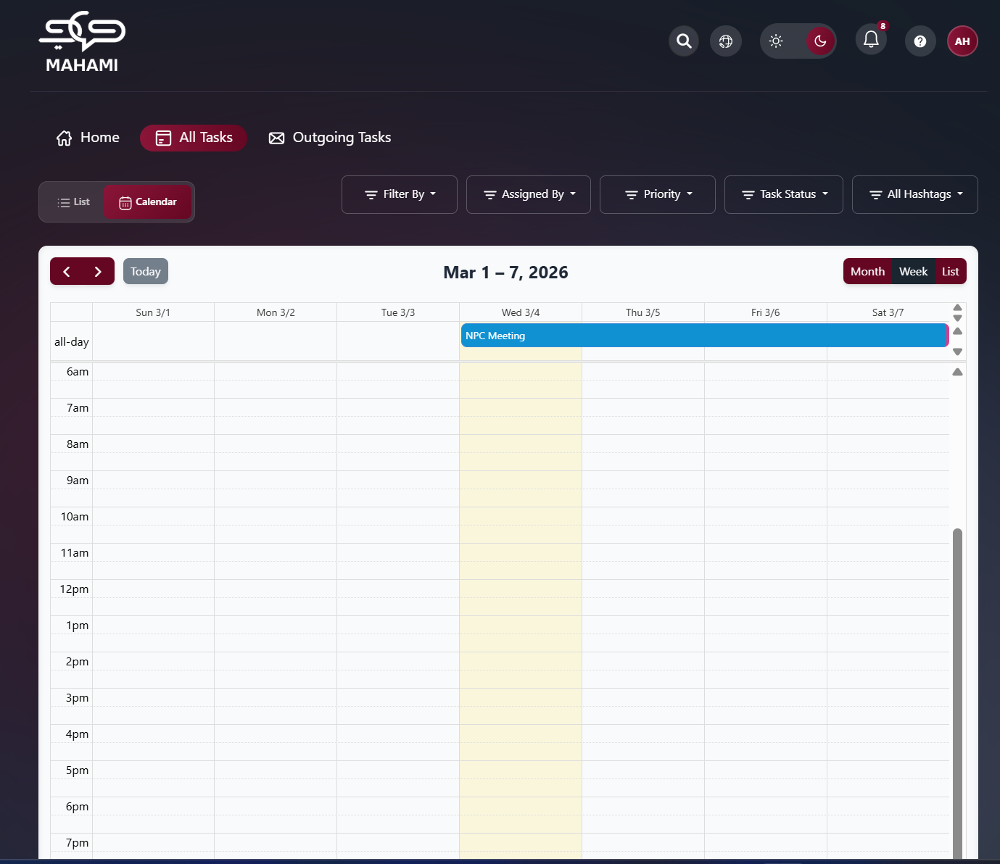 MAHAMI
8
AH
Home
All Tasks
Outgoing Tasks
List
Calendar
Filter By
Assigned By
Priority
Task Status
All Hashtags
Today
Mar 1 – 7, 2026
Month
Week
List
Sun 3/1
Mon 3/2
Tue 3/3
Wed 3/4
Thu 3/5
Fri 3/6
Sat 3/7
all-day
NPC Meeting
6am
7am
8am
9am
10am
11am
12pm
1pm
2pm
3pm
4pm
5pm
6pm
7pm